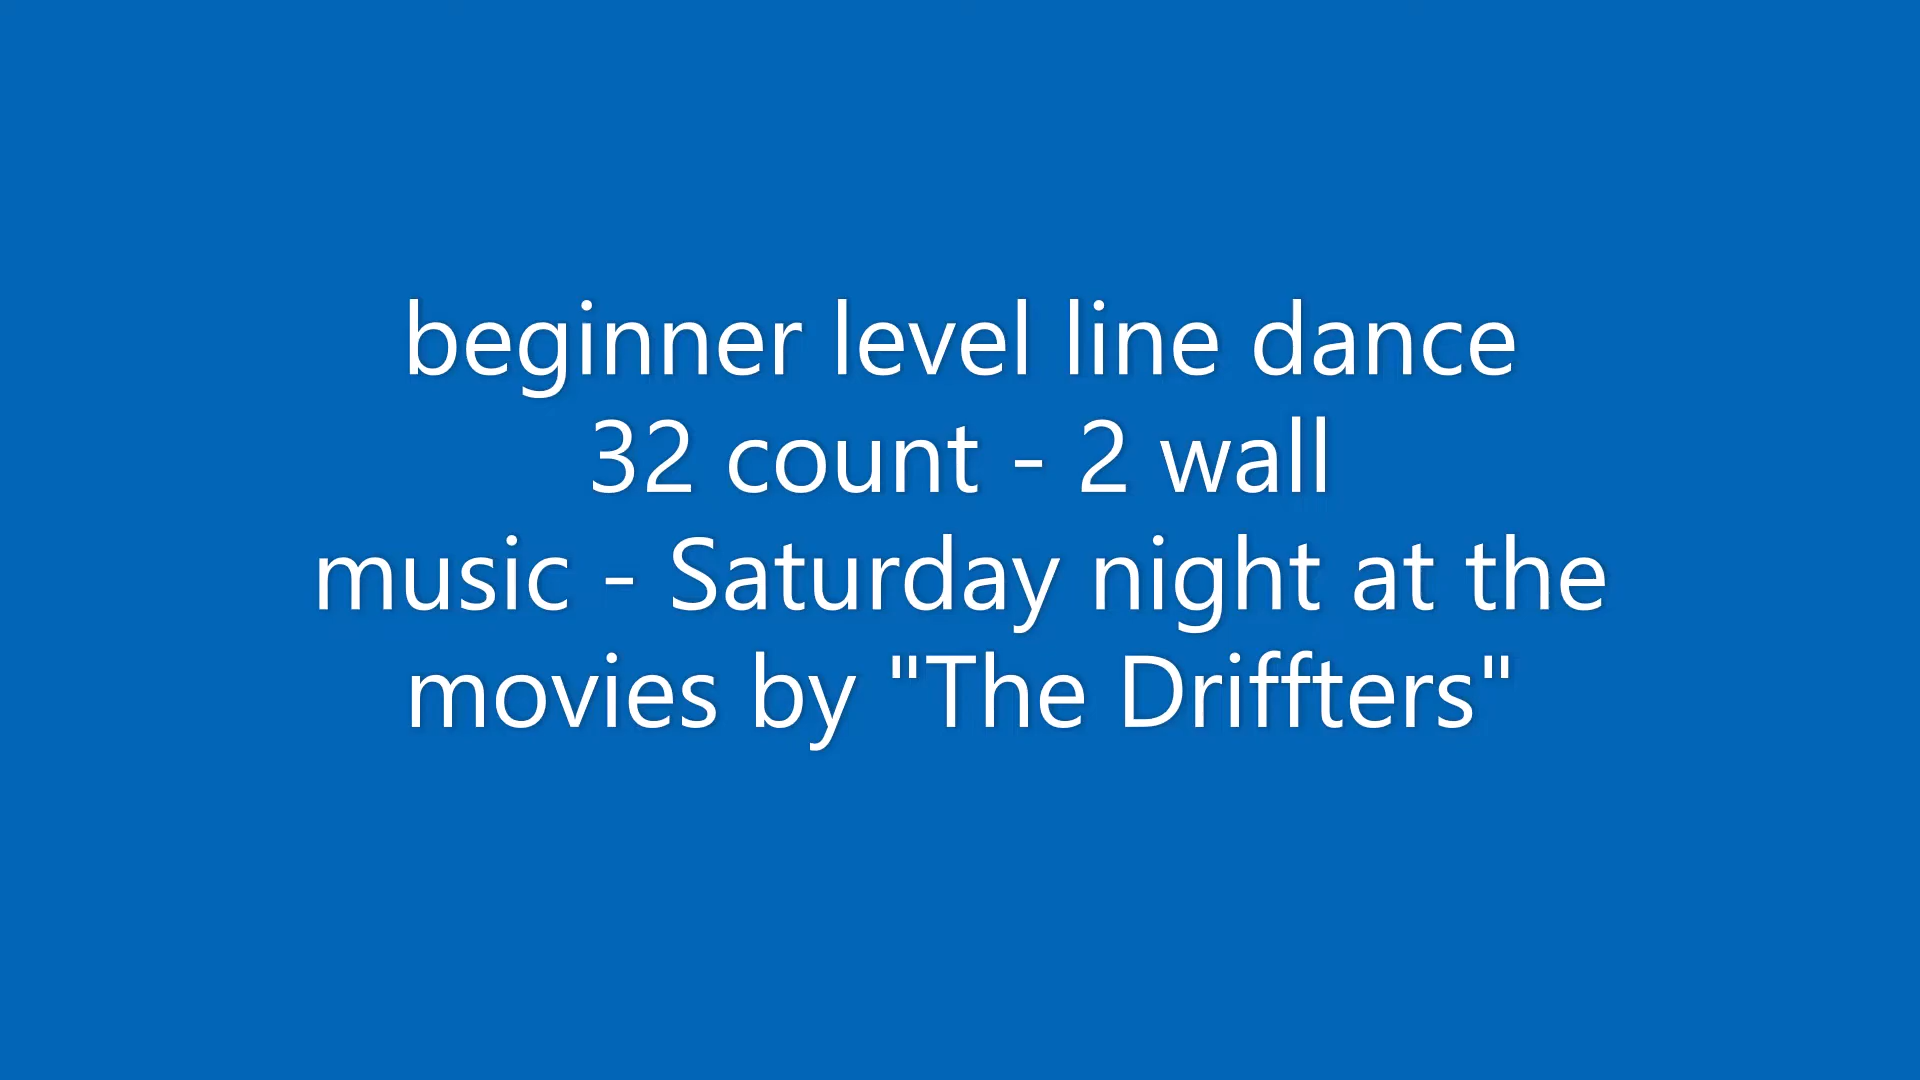 beginner level line dance
32 count - 2 wall
music - Saturday night at the
movies by "The Driffters"